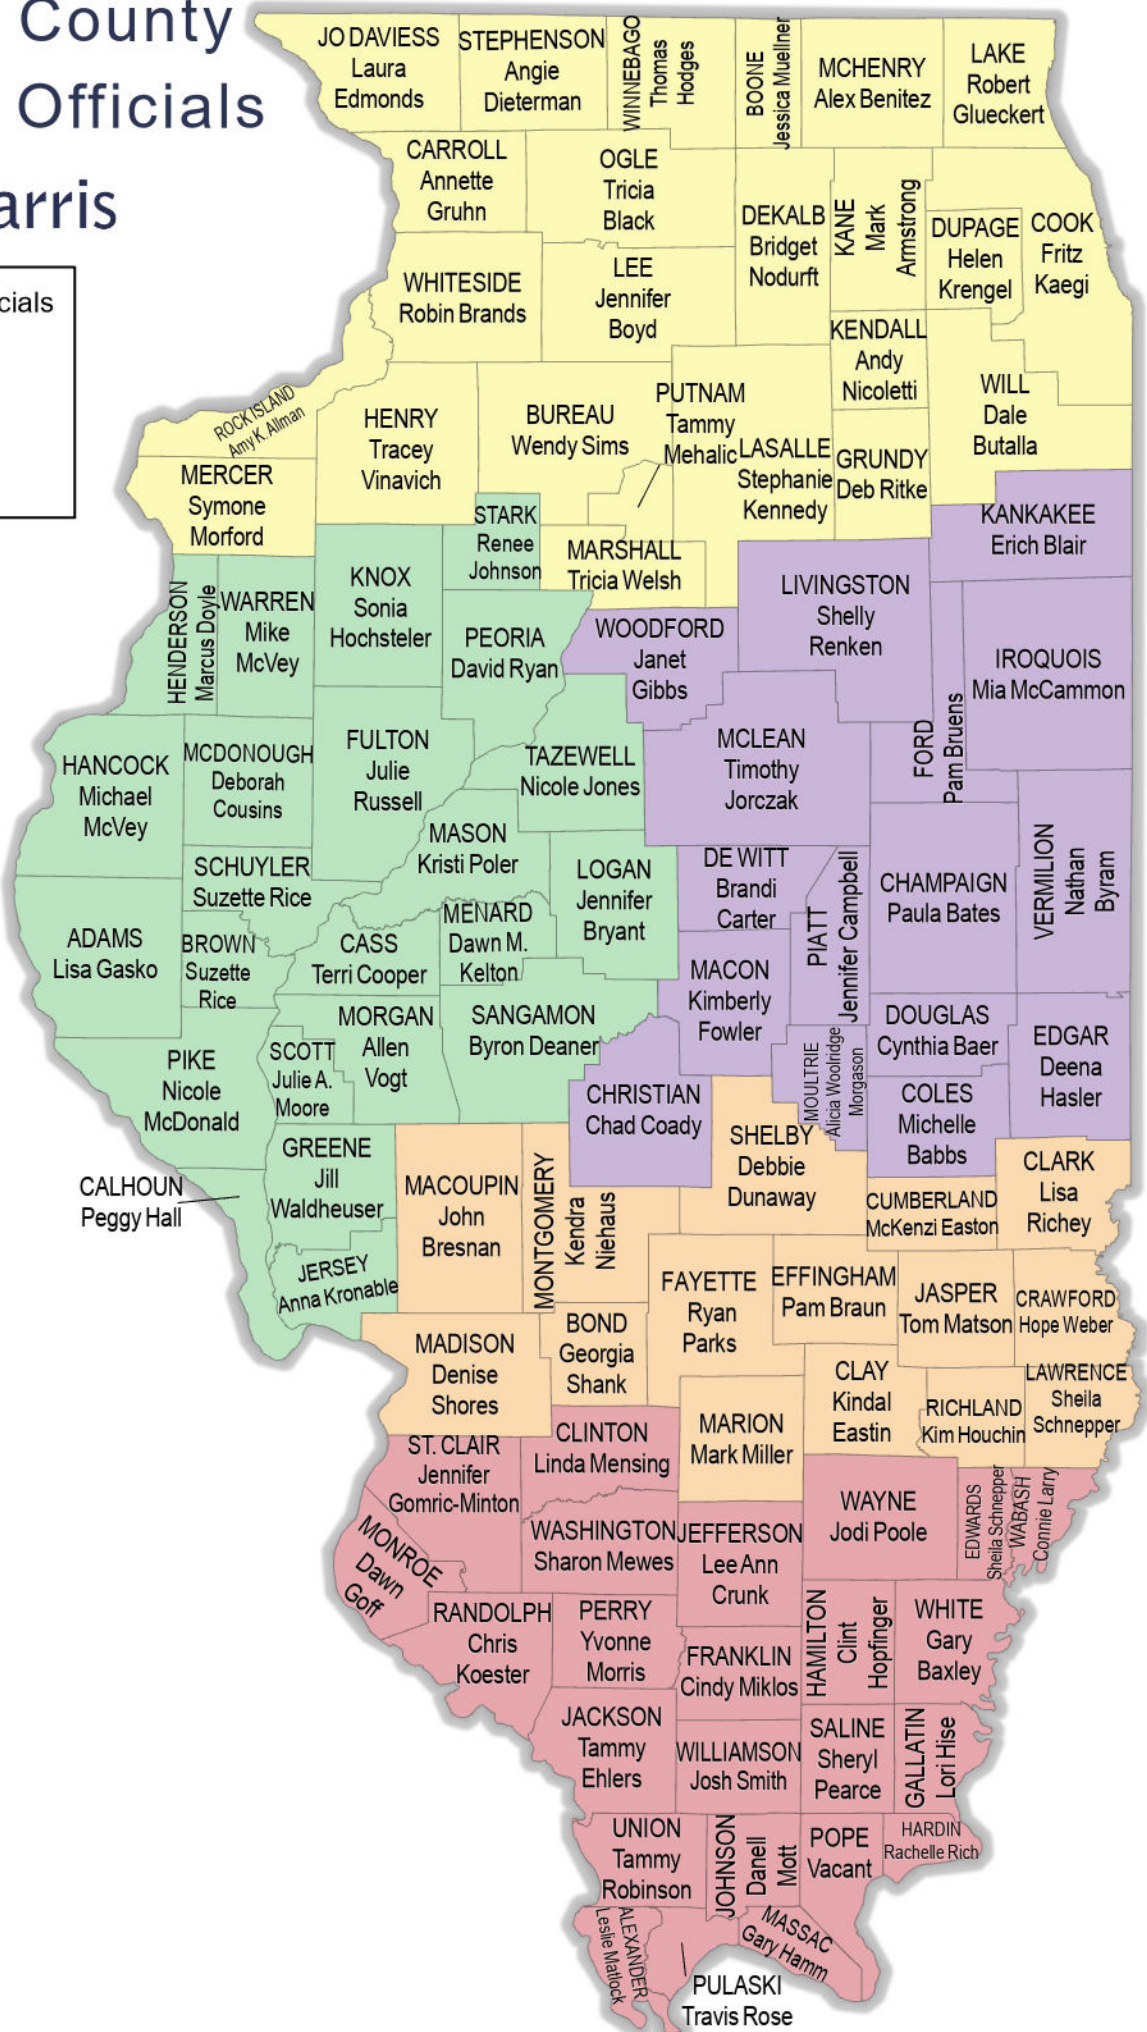 County
Officials
arris
cials
JO DAVIESS
Laura
Edmonds
STEPHENSON
Angie
Dieterman
WINNEBAGO
Thomas
Hodges
BOONE
Jessica Muellner
MCHENRY
Alex Benitez
LAKE
Robert
Glueckert
CARROLL
Annette
Gruhn
OGLE
Tricia
Black
DEKALB
Bridget
Nodurft
KANE
Mark
Armstrong
DUPAGE
Helen
Krengel
COOK
Fritz
Kaegi
WHITESIDE
Robin Brands
LEE
Jennifer
Boyd
KENDALL
Andy
Nicoletti
WILL
Dale
Butalla
ROCK ISLAND
Amy K. Allman
HENRY
Tracey
Vinavich
BUREAU
Wendy Sims
PUTNAM
Tammy
Mehalic
LASALLE
Stephanie
Kennedy
GRUNDY
Deb Ritke
MERCER
Symone
Morford
STARK
Renee
Johnson
MARSHALL
Tricia Welsh
KANKAKEE
Erich Blair
HENDERSON
Marcus Doyle
WARREN
Mike
McVey
KNOX
Sonia
Hochsteler
PEORIA
David Ryan
WOODFORD
Janet
Gibbs
LIVINGSTON
Shelly
Renken
IROQUOIS
Mia McCammon
FORD
Pam Bruens
HANCOCK
Michael
McVey
MCDONOUGH
Deborah
Cousins
FULTON
Julie
Russell
TAZEWELL
Nicole Jones
MCLEAN
Timothy
Jorczak
MASON
Kristi Poler
SCHUYLER
Suzette Rice
LOGAN
Jennifer
Bryant
DE WITT
Brandi
Carter
PIATT
Jennifer Campbell
CHAMPAIGN
Paula Bates
VERMILION
Nathan
Byram
ADAMS
Lisa Gasko
BROWN
Suzette
Rice
CASS
Terri Cooper
MENARD
Dawn M.
Kelton
MACON
Kimberly
Fowler
PIKE
Nicole
McDonald
SCOTT
Julie A.
Moore
MORGAN
Allen
Vogt
SANGAMON
Byron Deaner
CHRISTIAN
Chad Coady
MOULTRIE
Alicia Woolridge
Morgason
DOUGLAS
Cynthia Baer
COLES
Michelle
Babbs
EDGAR
Deena
Hasler
CALHOUN
Peggy Hall
GREENE
Jill
Waldheuser
JERSEY
Anna Kronable
MACOUPIN
John
Bresnan
MONTGOMERY
Kendra
Niehaus
SHELBY
Debbie
Dunaway
CUMBERLAND
McKenzi Easton
CLARK
Lisa
Richey
FAYETTE
Ryan
Parks
EFFINGHAM
Pam Braun
JASPER
Tom Matson
CRAWFORD
Hope Weber
MADISON
Denise
Shores
BOND
Georgia
Shank
CLAY
Kindal
Eastin
RICHLAND
Kim Houchin
LAWRENCE
Sheila
Schnepper
MARION
Mark Miller
ST. CLAIR
Jennifer
Gomric-Minton
CLINTON
Linda Mensing
WASHINGTON
Sharon Mewes
JEFFERSON
Lee Ann
Crunk
WAYNE
Jodi Poole
EDWARDS
Sheila Schnepper
WABASH
Connie Larry
MONROE
Dawn
Goff
RANDOLPH
Chris
Koester
PERRY
Yvonne
Morris
FRANKLIN
Cindy Miklos
HAMILTON
Clint
Hopfinger
WHITE
Gary
Baxley
JACKSON
Tammy
Ehlers
WILLIAMSON
Josh Smith
SALINE
Sheryl
Pearce
GALLATIN
Lori Hise
UNION
Tammy
Robinson
JOHNSON
Danell
Mott
POPE
Vacant
HARDIN
Rachelle Rich
ALEXANDER
Leslie Matlock
MASSAC
Gary Hamm
PULASKI
Travis Rose